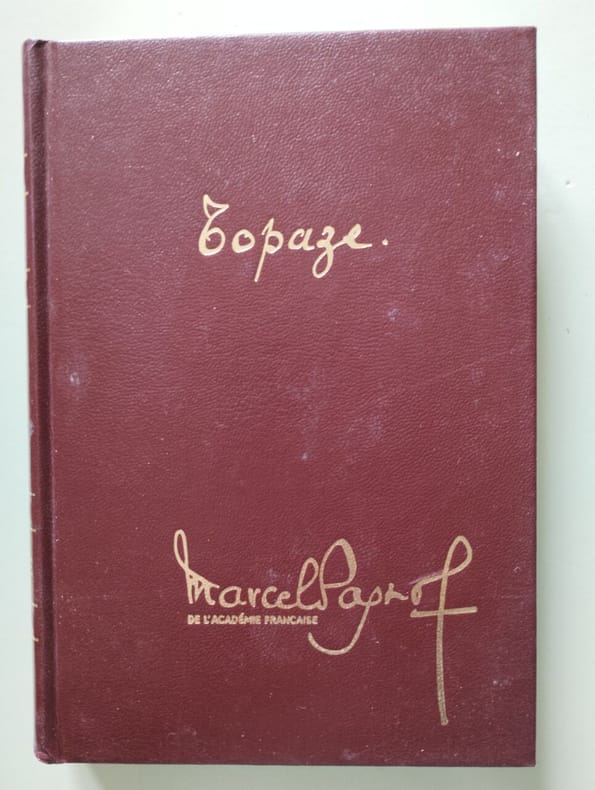 Topaze.
Marcel Pagnol
DE L'ACADÉMIE FRANCAISE